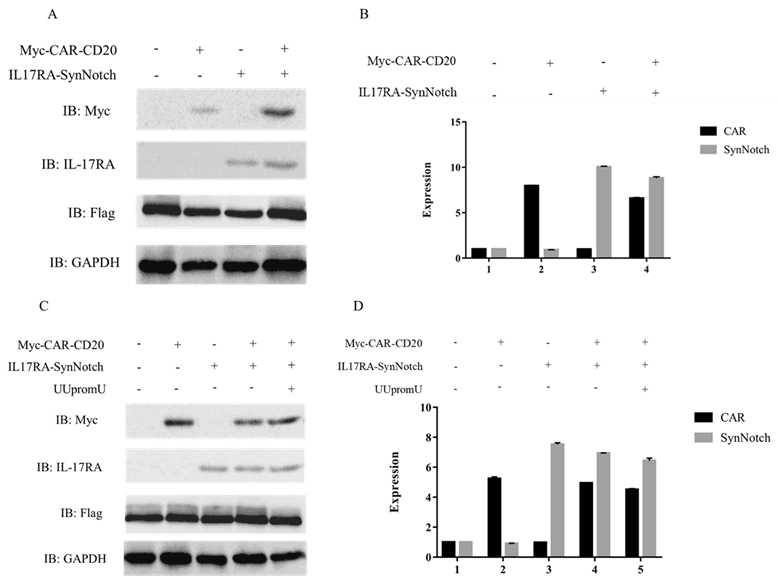 A
Myc-CAR-CD20 - + - +
IL17RA-SynNotch - - + +
IB: Myc
IB: IL-17RA
IB: Flag
IB: GAPDH
B
Myc-CAR-CD20 - + - +
IL17RA-SynNotch - - + +
CAR
SynNotch
Expression
15
10
5
0
1 2 3 4
C
Myc-CAR-CD20 - + - + +
IL17RA-SynNotch - - + + +
UUpromU - - - - +
IB: Myc
IB: IL-17RA
IB: Flag
IB: GAPDH
D
Myc-CAR-CD20 - + - + +
IL17RA-SynNotch - - + + +
UUpromU - - - - +
CAR
SynNotch
Expression
10
8
6
4
2
0
1 2 3 4 5